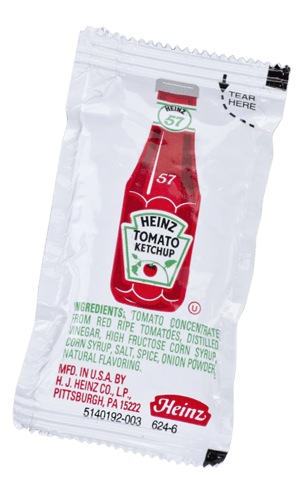 TEAR
HERE
HEINZ
57
57
HEINZ
TOMATO
KETCHUP
INGREDIENTS: TOMATO CONCENTRATE
FROM RED RIPE TOMATOES, DISTILLED
VINEGAR, HIGH FRUCTOSE CORN SYRUP,
CORN SYRUP, SALT, SPICE, ONION POWDER,
NATURAL FLAVORING.
U
MFD. IN U.S.A. BY
H. J. HEINZ CO., L.P.,
PITTSBURGH, PA 15222
Heinz
5140192-003 624-6